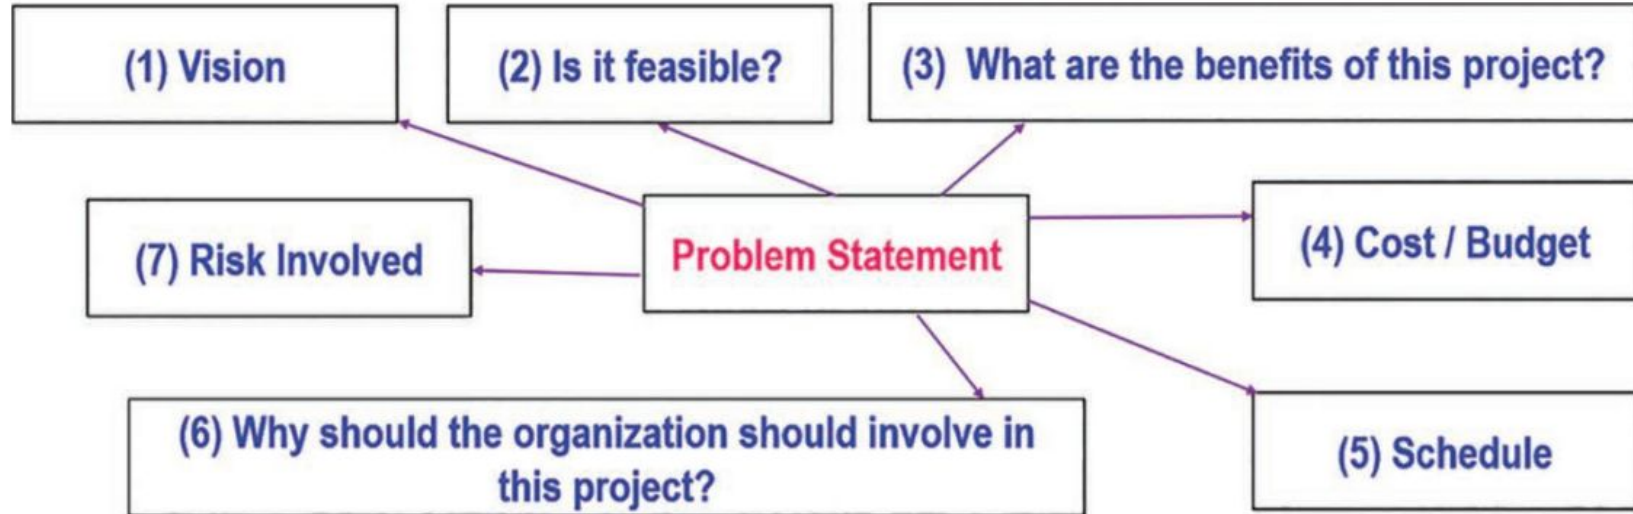 (1) Vision
(2) Is it feasible?
(3) What are the benefits of this project?
(7) Risk Involved
Problem Statement
(4) Cost / Budget
(6) Why should the organization should involve in
this project?
(5) Schedule